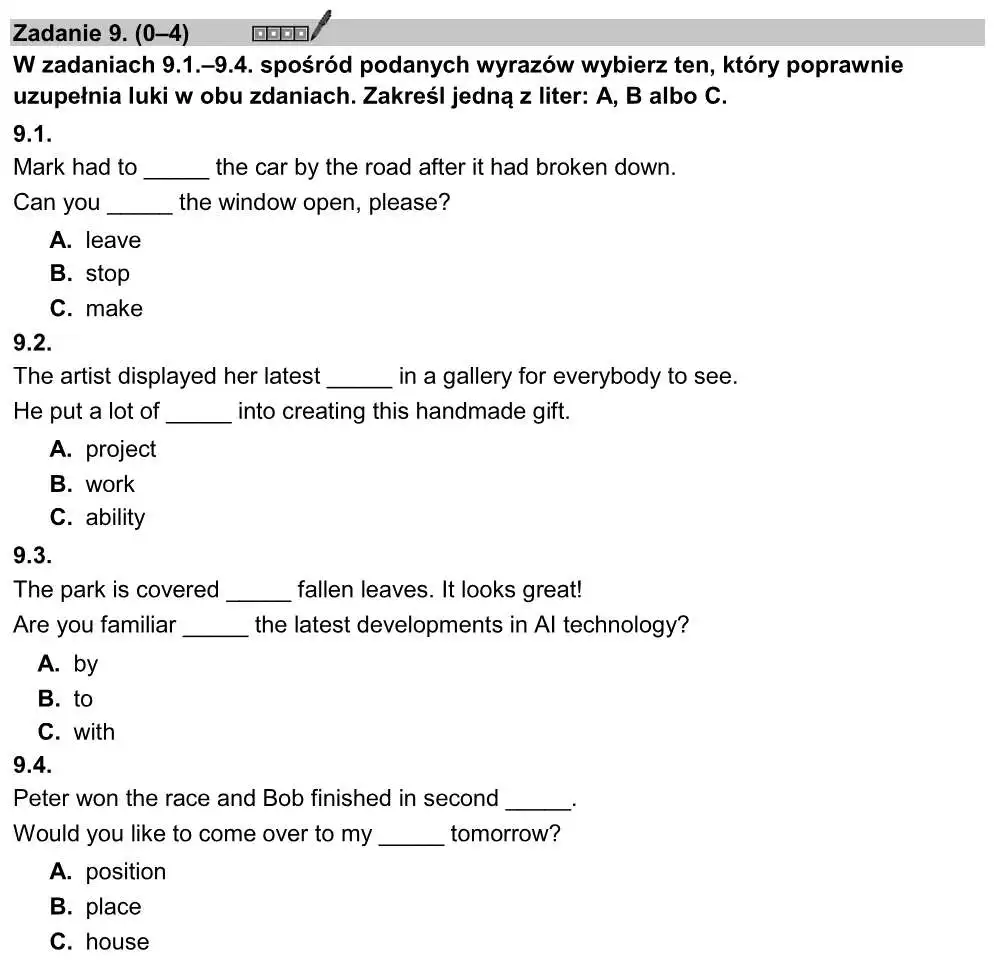 Zadanie 9. (0–4)
W zadaniach 9.1.–9.4. spośród podanych wyrazów wybierz ten, który poprawnie
uzupełnia luki w obu zdaniach. Zakreśl jedną z liter: A, B albo C.
9.1.
Mark had to _____ the car by the road after it had broken down.
Can you _____ the window open, please?
A. leave
B. stop
C. make
9.2.
The artist displayed her latest _____ in a gallery for everybody to see.
He put a lot of _____ into creating this handmade gift.
A. project
B. work
C. ability
9.3.
The park is covered _____ fallen leaves. It looks great!
Are you familiar _____ the latest developments in AI technology?
A. by
B. to
C. with
9.4.
Peter won the race and Bob finished in second _____.
Would you like to come over to my _____ tomorrow?
A. position
B. place
C. house